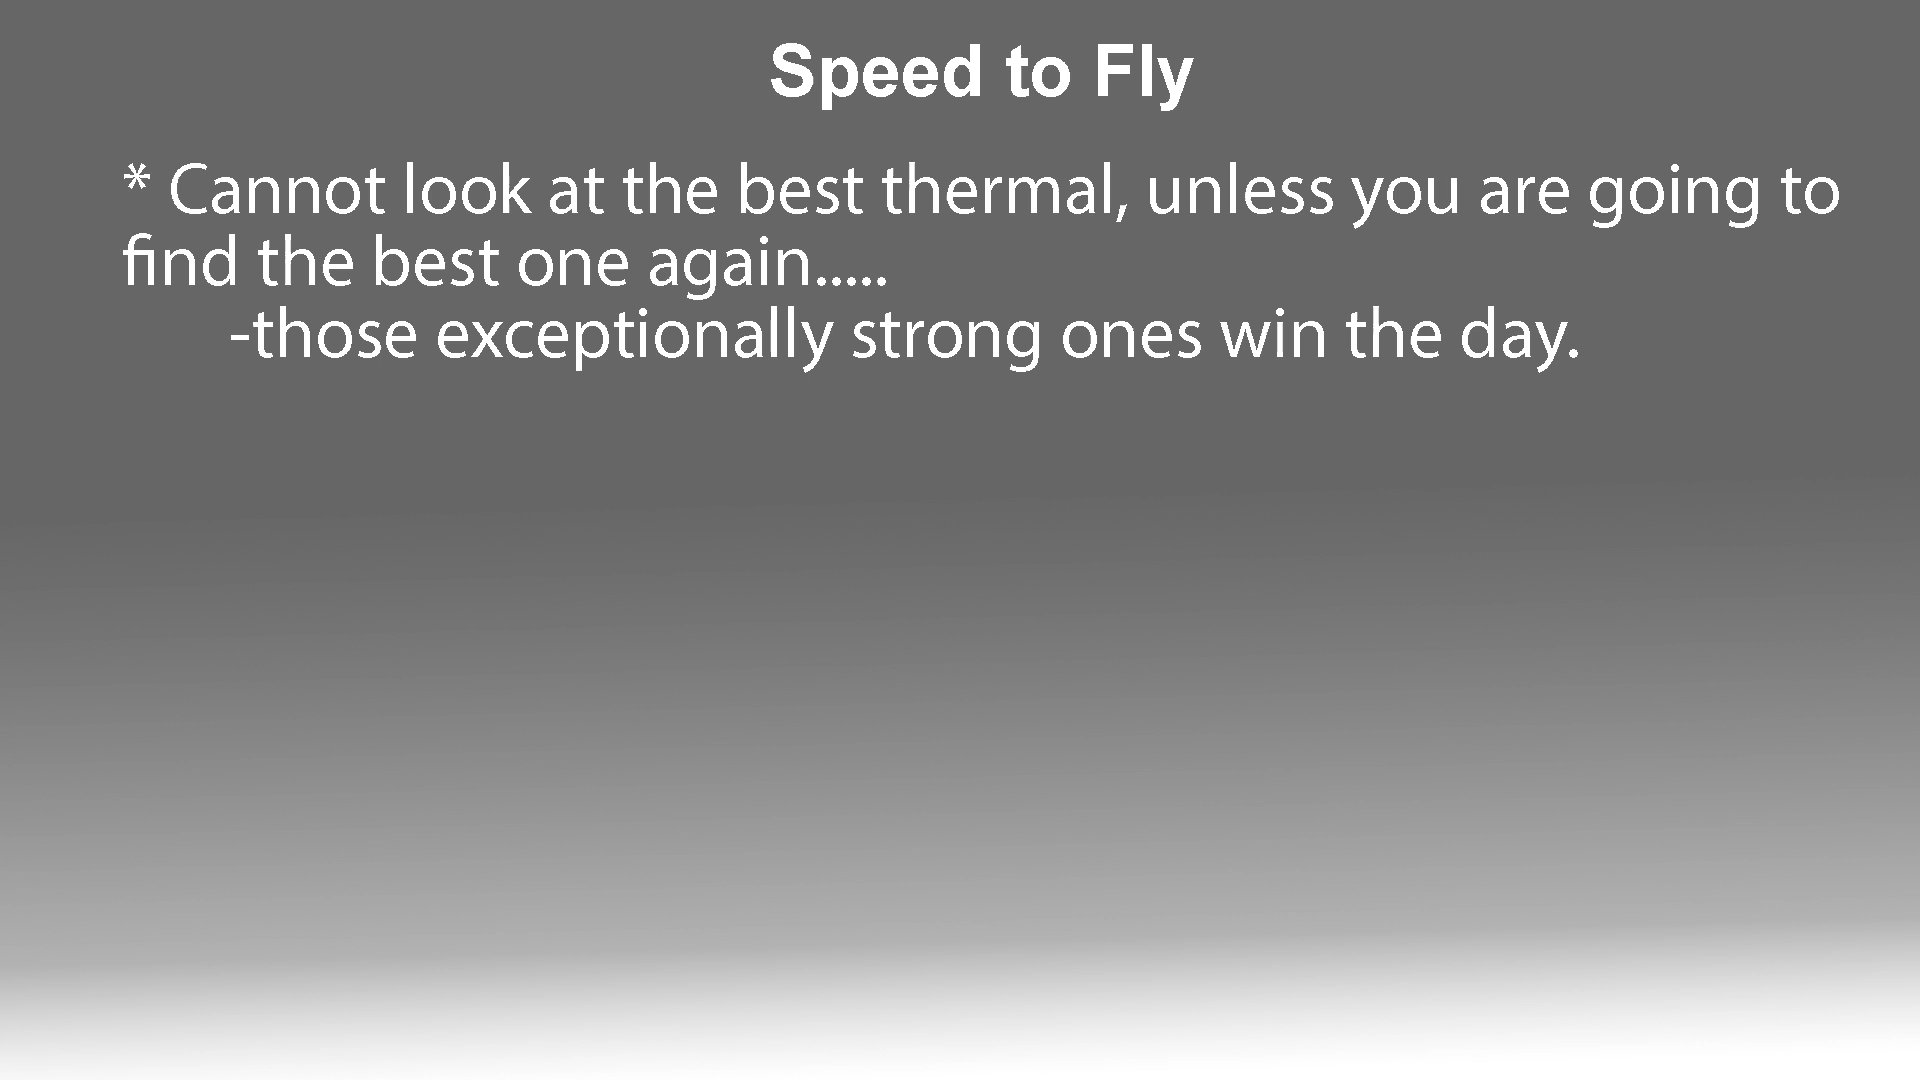 Speed to Fly
* Cannot look at the best thermal, unless you are going to
find the best one again.....
-those exceptionally strong ones win the day.